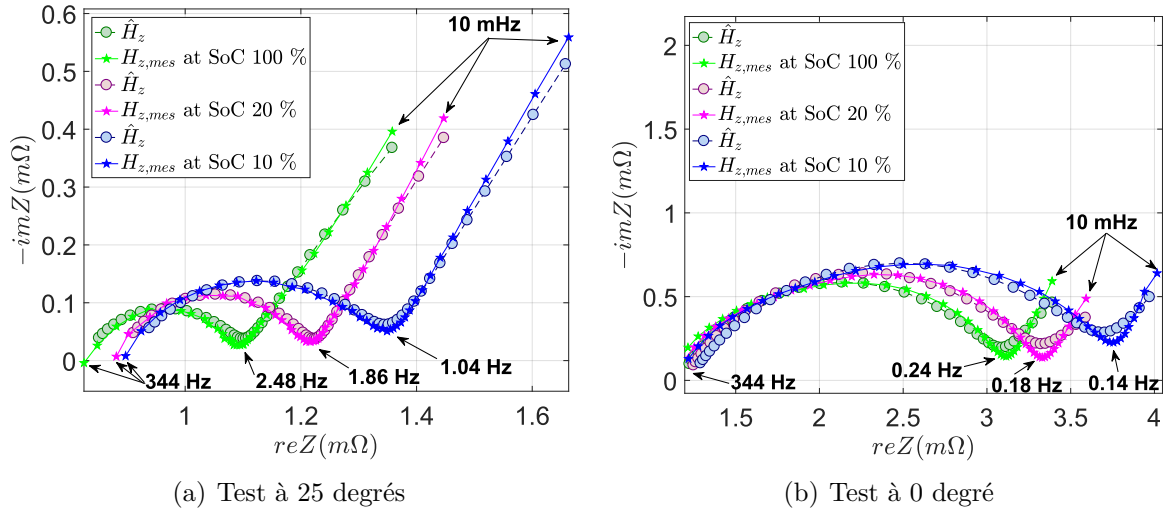 0.6
0.5
0.4
0.3
0.2
0.1
0
−imZ(mΩ)
Ĥz
Hz,mes at SoC 100 %
Ĥz
Hz,mes at SoC 20 %
Ĥz
Hz,mes at SoC 10 %
10 mHz
344 Hz
2.48 Hz
1.86 Hz
1.04 Hz
1
1.2
1.4
1.6
reZ(mΩ)
(a) Test à 25 degrés
2
1.5
1
0.5
0
−imZ(mΩ)
Ĥz
Hz,mes at SoC 100 %
Ĥz
Hz,mes at SoC 20 %
Ĥz
Hz,mes at SoC 10 %
10 mHz
344 Hz
0.24 Hz
0.18 Hz
0.14 Hz
1.5
2
2.5
3
3.5
4
reZ(mΩ)
(b) Test à 0 degré